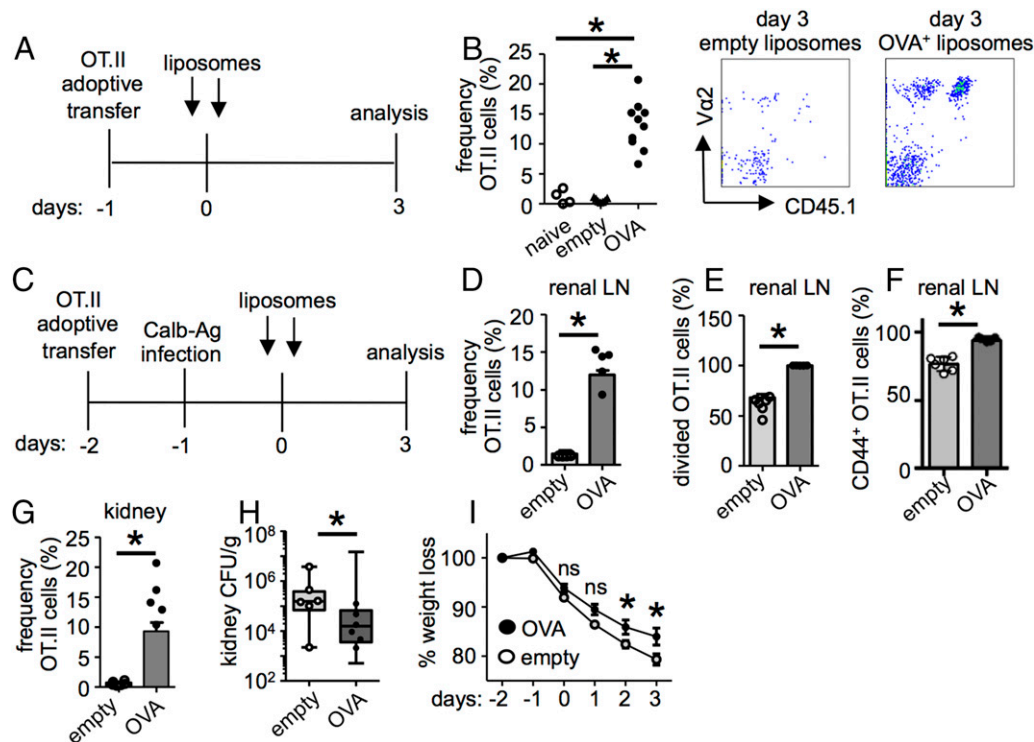 A
OT.II
adoptive
transfer
liposomes
analysis
days: -1 0 3
B
frequency
OT.II cells (%)
25
20
15
10
5
0
naive
empty
OVA
*
*
day 3
empty liposomes
day 3
OVA+ liposomes
Vα2
CD45.1
C
OT.II
adoptive
transfer
Calb-Ag
infection
liposomes
analysis
days: -2 -1 0 3
D
renal LN
frequency
OT.II cells (%)
20
15
10
5
0
*
empty
OVA
E
renal LN
divided OT.II cells (%)
150
100
50
0
*
empty
OVA
F
renal LN
CD44+ OT.II cells (%)
100
50
0
*
empty
OVA
G
kidney
frequency
OT.II cells (%)
25
20
15
10
5
0
*
empty
OVA
H
kidney CFU/g
10⁸
10⁶
10⁴
10²
*
empty
OVA
I
% weight loss
100
90
80
ns
ns
*
*
OVA
empty
days: -2 -1 0 1 2 3